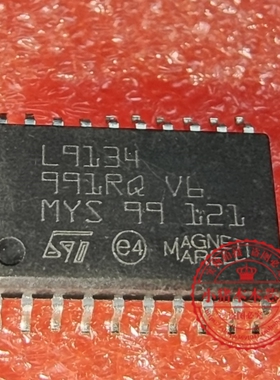 L9134
991RQ V6
MYS 99 121
ST e4 MAGNETI
MARELLI